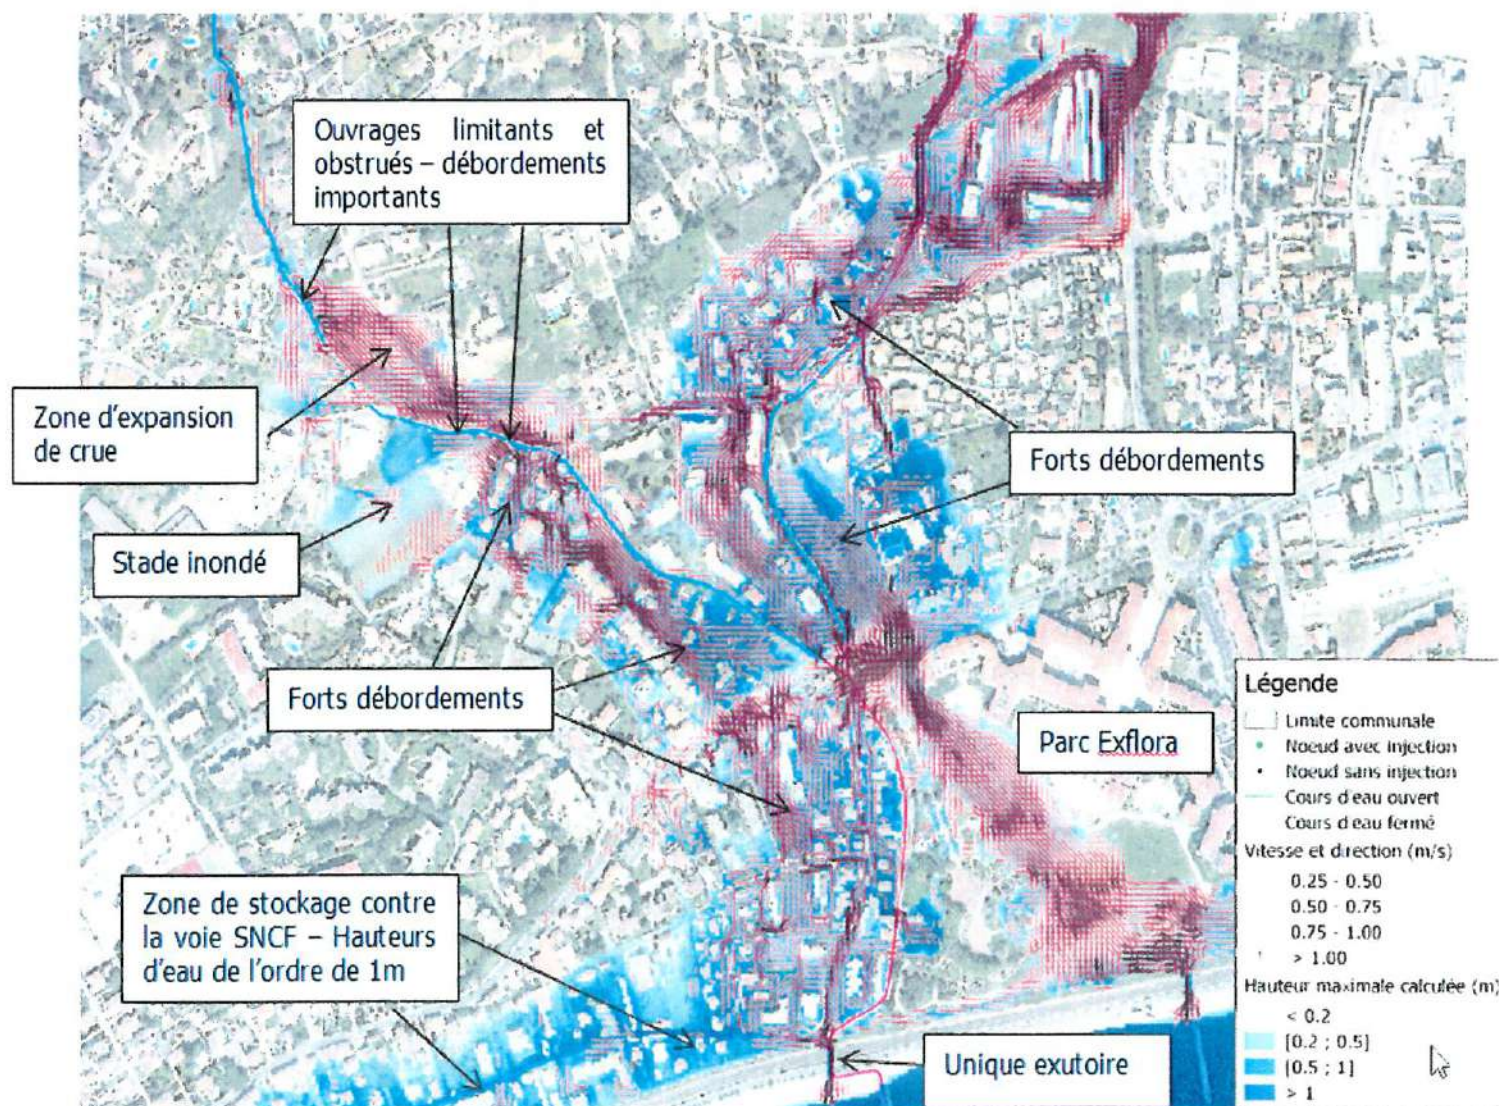 Ouvrages limitants et
obstrués – débordements
importants
Zone d'expansion
de crue
Forts débordements
Stade inondé
Forts débordements
Parc Exflora
Zone de stockage contre
la voie SNCF – Hauteurs
d'eau de l'ordre de 1m
Unique exutoire
Légende
Limite communale
Noeud avec injection
Noeud sans injection
Cours d'eau ouvert
Cours d'eau fermé
Vitesse et direction (m/s)
0.25 - 0.50
0.50 - 0.75
0.75 - 1.00
> 1.00
Hauteur maximale calculée (m)
< 0.2
[0.2 ; 0.5]
[0.5 ; 1]
> 1